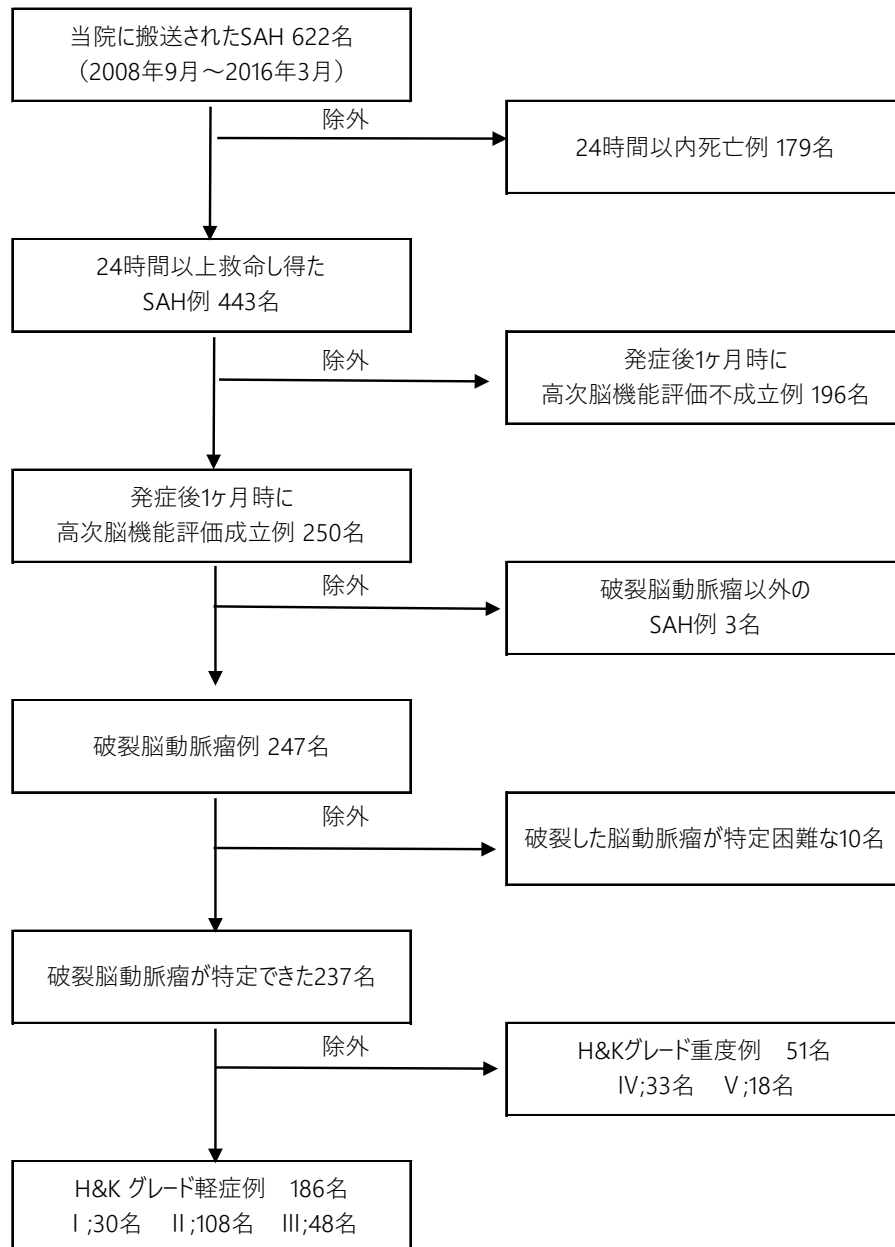 当院に搬送されたSAH 622名
（2008年9月～2016年3月）
除外
24時間以内死亡例 179名
24時間以上救命し得た
SAH例 443名
除外
発症後1ヶ月時に
高次脳機能評価不成立例 196名
発症後1ヶ月時に
高次脳機能評価成立例 250名
除外
破裂脳動脈瘤以外の
SAH例 3名
破裂脳動脈瘤例 247名
除外
破裂した脳動脈瘤が特定困難な10名
破裂脳動脈瘤が特定できた237名
除外
H&Kグレード重度例　51名
Ⅳ;33名　Ⅴ;18名
H&K グレード軽症例　186名
Ⅰ;30名　Ⅱ;108名　Ⅲ;48名